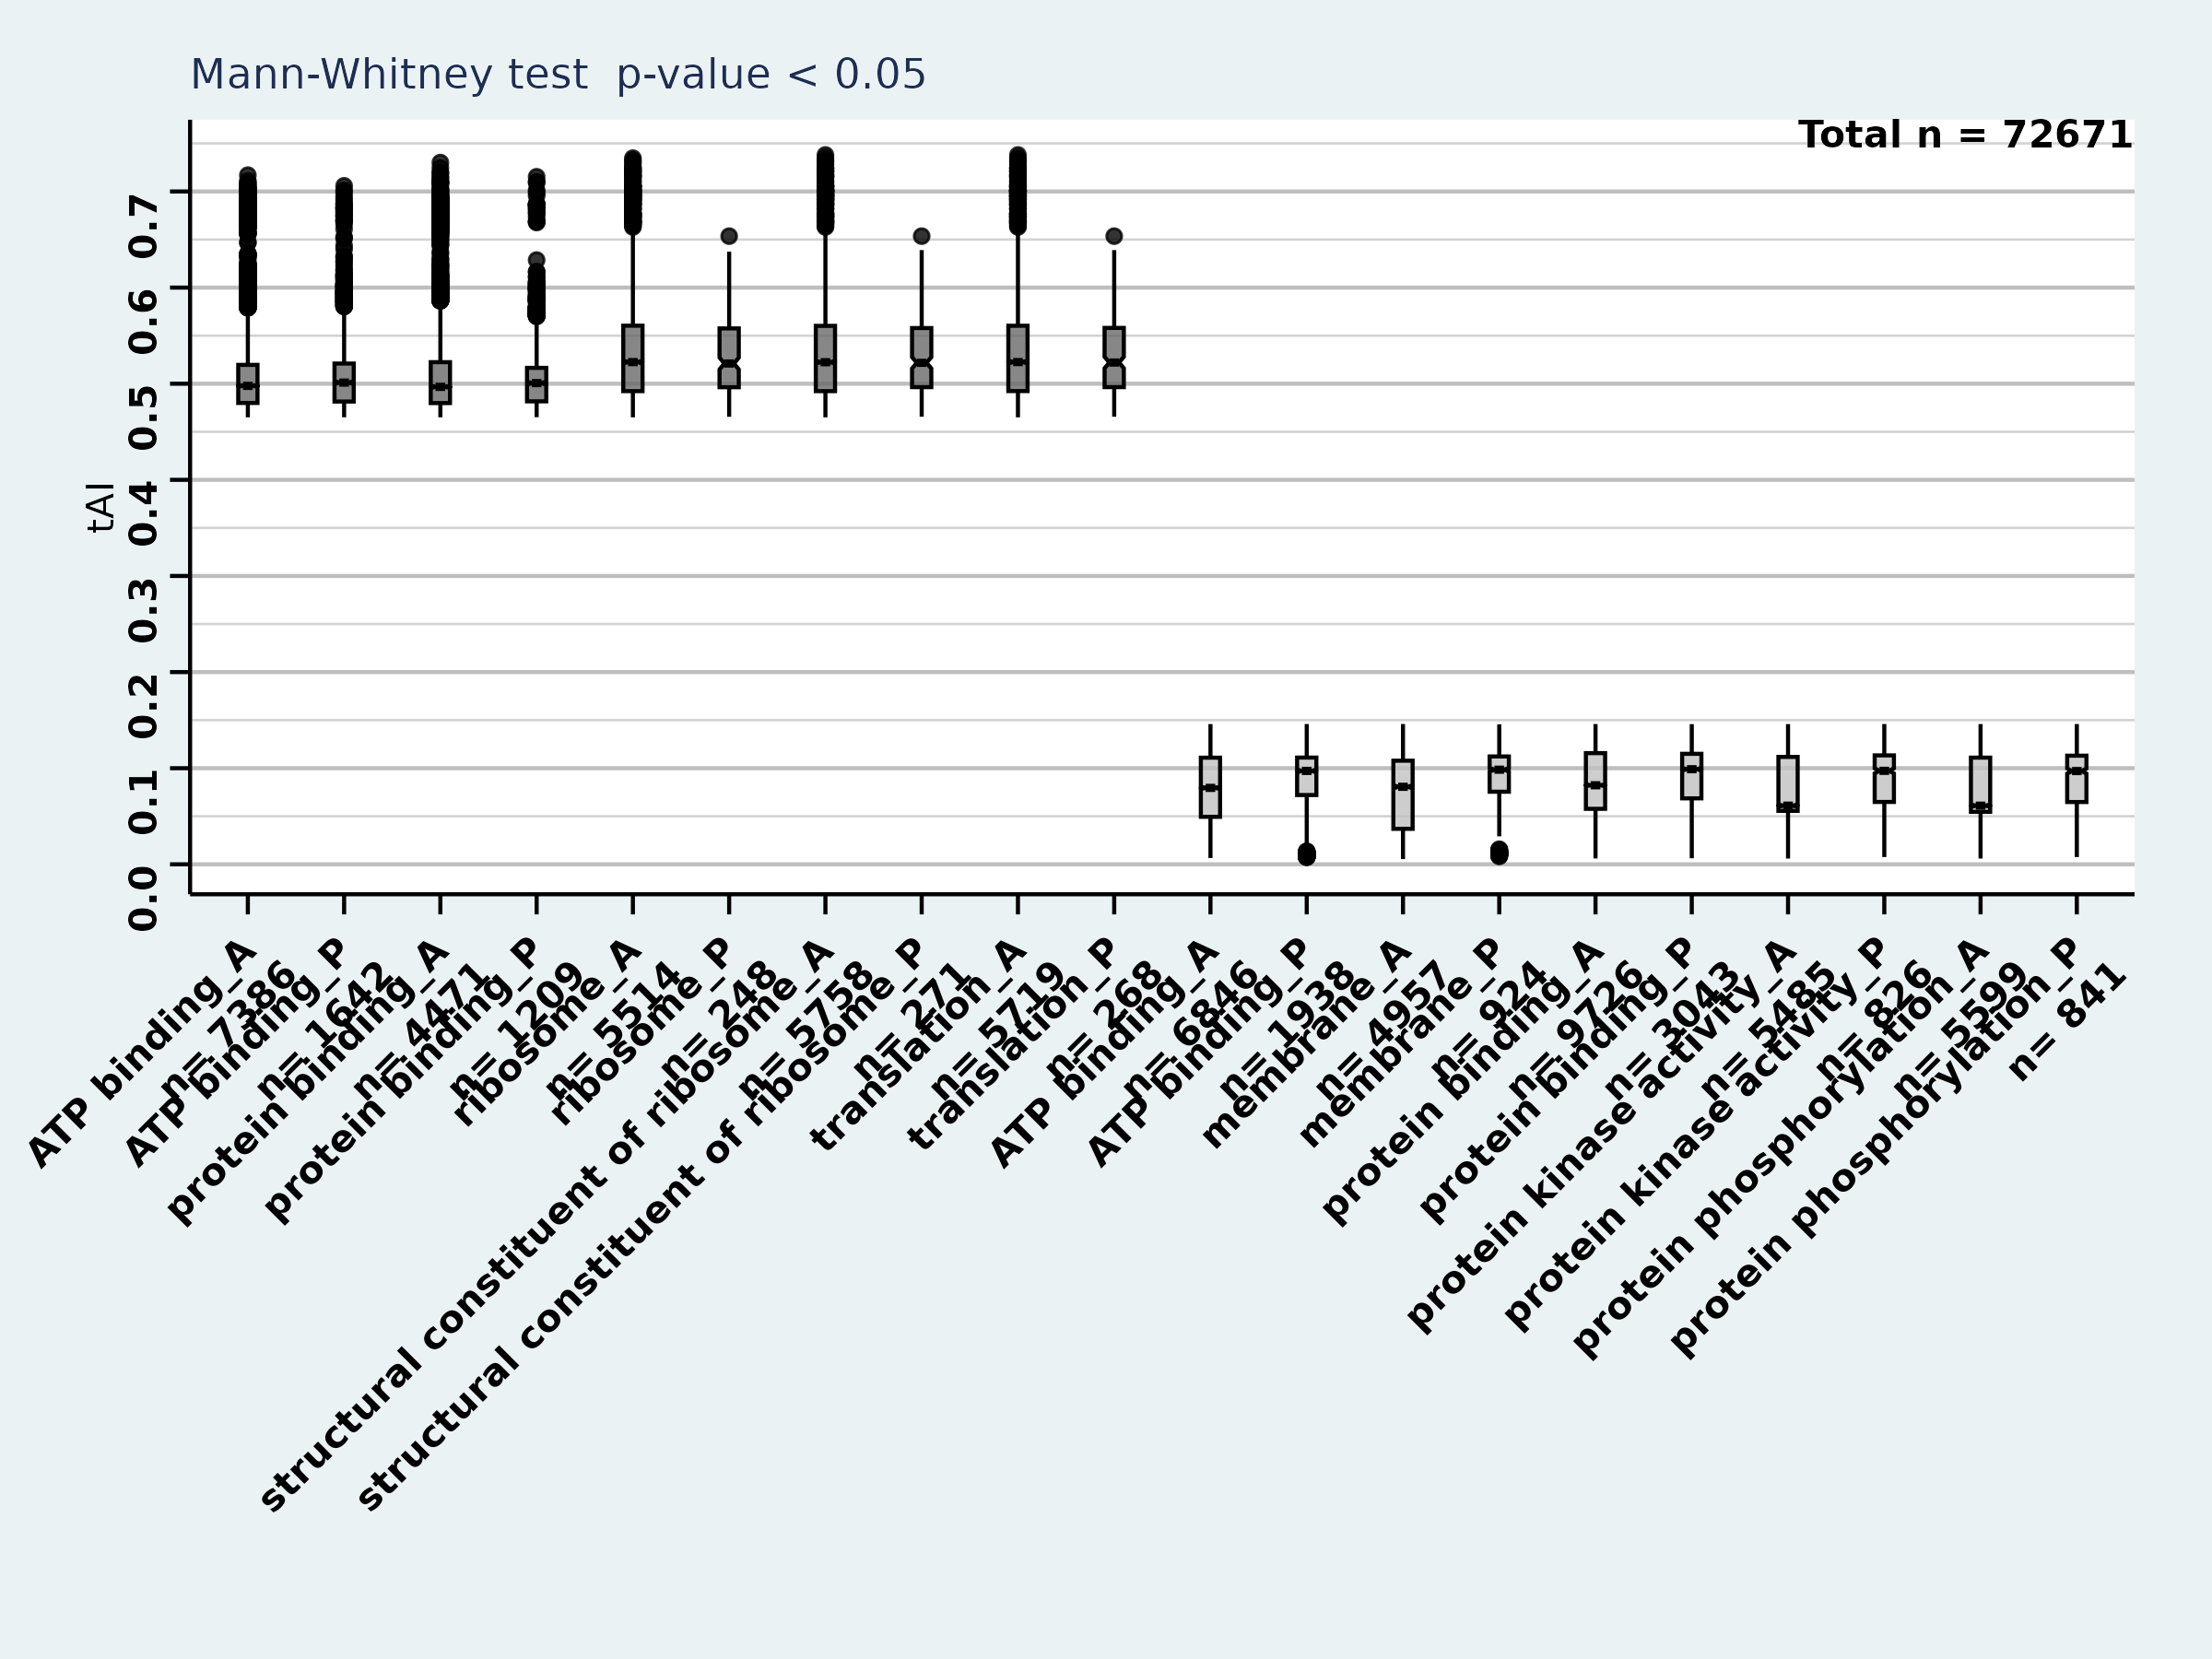 Mann-Whitney test  p-value < 0.05
Total n = 72671
tAI
0.7
0.6
0.5
0.4
0.3
0.2
0.1
0.0
ATP binding_A
n= 7386
ATP binding_P
n= 1642
protein binding_A
n= 4471
protein binding_P
n= 1209
ribosome_A
n= 5514
ribosome_P
n= 248
structural constituent of ribosome_A
n= 5758
structural constituent of ribosome_P
n= 271
translation_A
n= 5719
translation_P
n= 268
ATP binding_A
n= 6846
ATP binding_P
n= 1938
membrane_A
n= 4957
membrane_P
n= 924
protein binding_A
n= 9726
protein binding_P
n= 3043
protein kinase activity_A
n= 5485
protein kinase activity_P
n= 826
protein phosphorylation_A
n= 5599
protein phosphorylation_P
n= 841